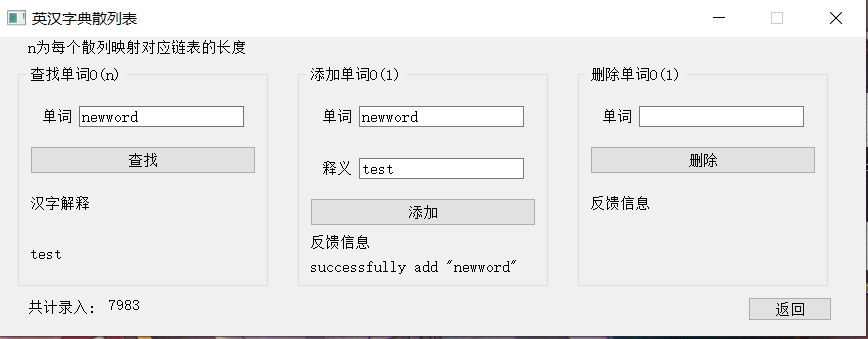 英汉字典散列表
n为每个散列映射对应链表的长度
查找单词O(n)
单词 newword
查找
汉字解释
test
添加单词O(1)
单词 newword
释义 test
添加
反馈信息
successfully add "newword"
删除单词O(1)
单词
删除
反馈信息
共计录入: 7983
返回